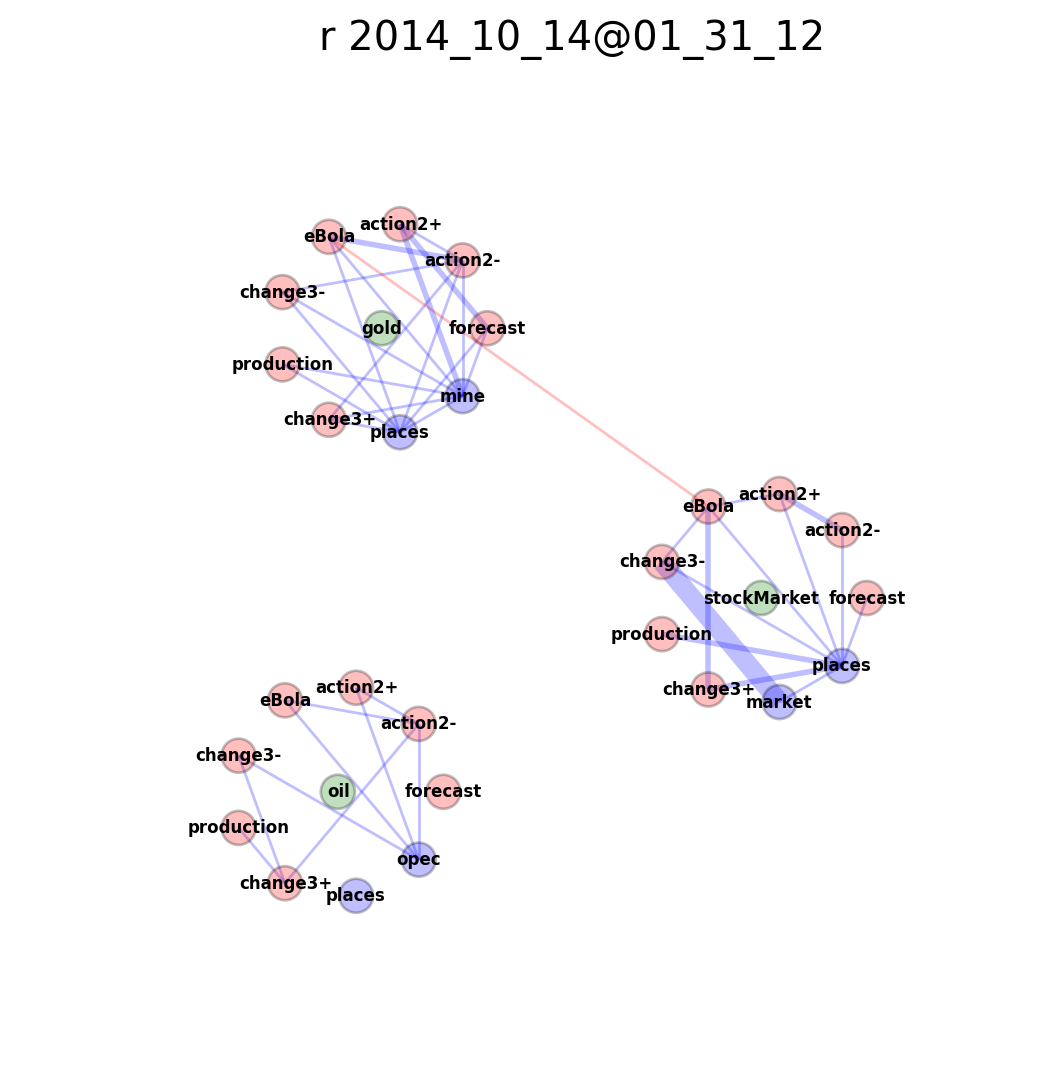 r 2014_10_14@01_31_12
action2+
eBola
action2-
change3-
gold
forecast
production
mine
change3+
places
eBola
action2+
action2-
change3-
stockMarket
forecast
production
places
change3+
market
eBola
action2+
action2-
change3-
oil
forecast
production
opec
change3+
places